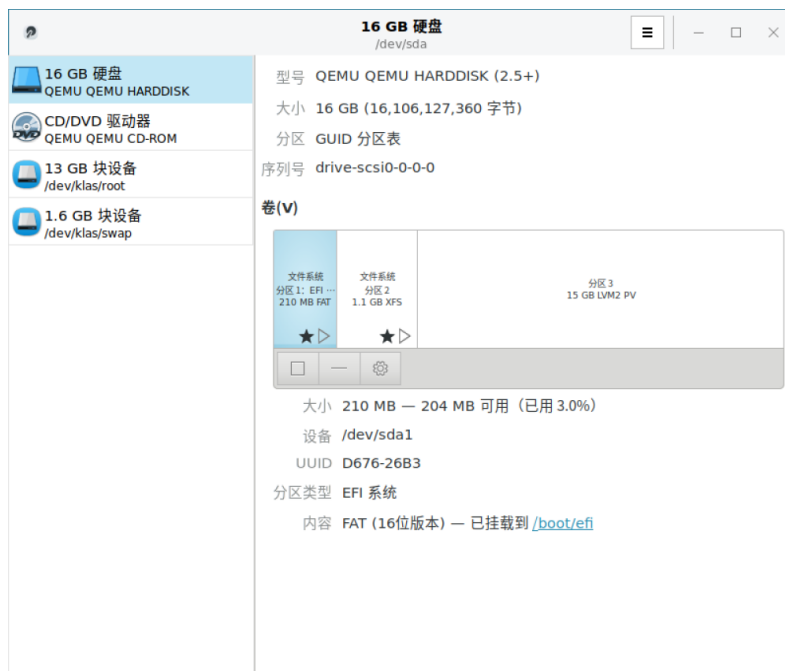 16 GB 硬盘
/dev/sda
16 GB 硬盘
QEMU QEMU HARDDISK
CD/DVD 驱动器
QEMU QEMU CD-ROM
13 GB 块设备
/dev/klas/root
1.6 GB 块设备
/dev/klas/swap
型号 QEMU QEMU HARDDISK (2.5+)
大小 16 GB (16,106,127,360 字节)
分区 GUID 分区表
序列号 drive-scsi0-0-0-0
卷(V)
文件系统
分区 1：EFI ⋯
210 MB FAT
文件系统
分区 2
1.1 GB XFS
分区 3
15 GB LVM2 PV
大小 210 MB — 204 MB 可用（已用 3.0%）
设备 /dev/sda1
UUID D676-26B3
分区类型 EFI 系统
内容 FAT (16位版本) — 已挂载到 /boot/efi